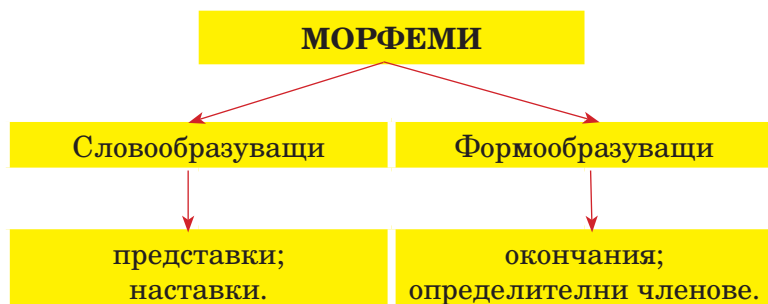 МОРФЕМИ
Словообразуващи
Формообразуващи
представки;
наставки.
окончания;
определителни членове.